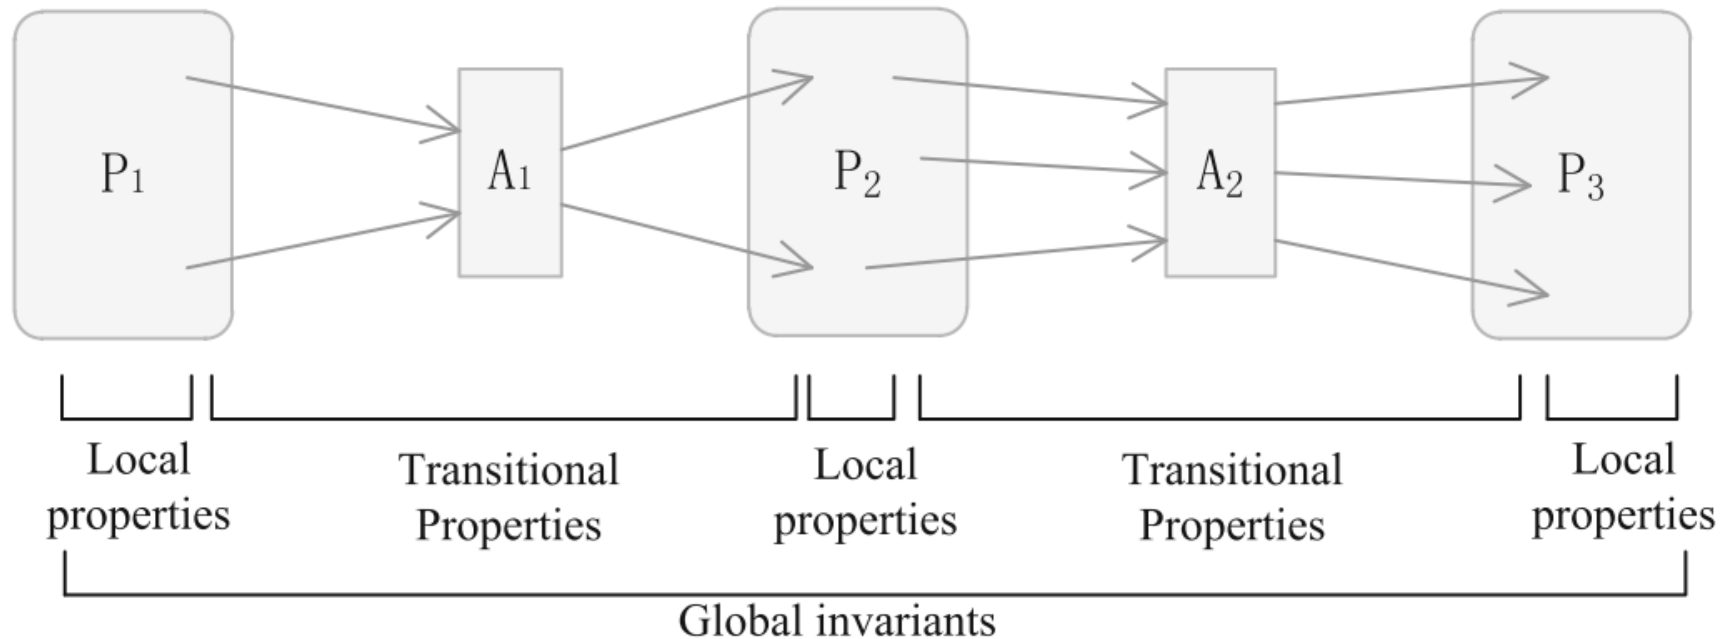 P1
A1
P2
A2
P3
Local
properties
Transitional
Properties
Local
properties
Transitional
Properties
Local
properties
Global invariants